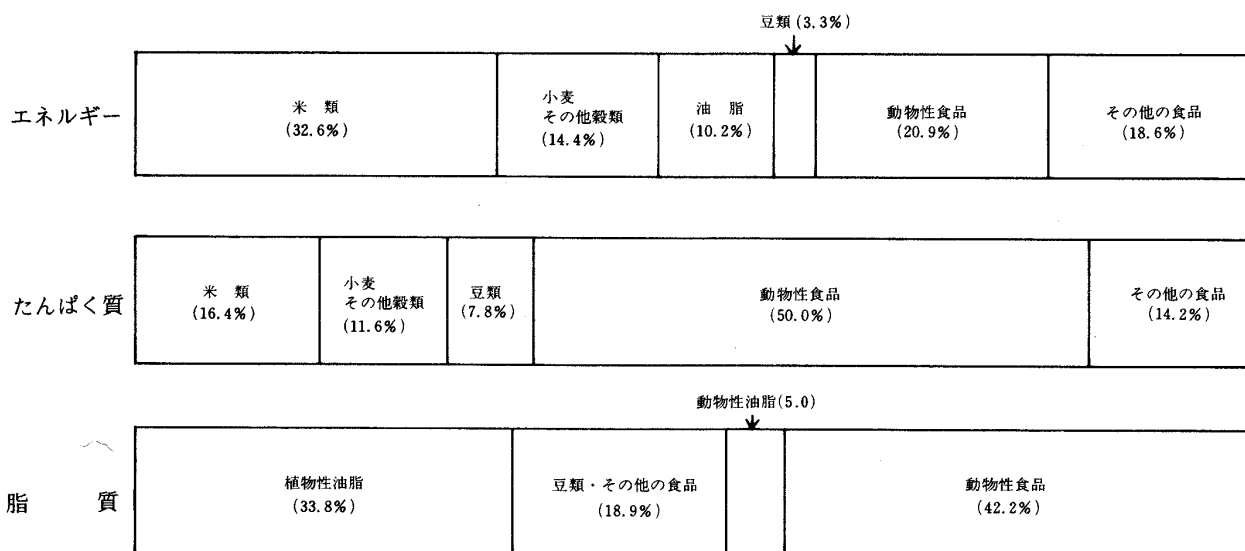 豆類(3.3%)
エネルギー
米 類
(32.6%)
小麦
その他穀類
(14.4%)
油 脂
(10.2%)
動物性食品
(20.9%)
その他の食品
(18.6%)
たんぱく質
米 類
(16.4%)
小麦
その他穀類
(11.6%)
豆類
(7.8%)
動物性食品
(50.0%)
その他の食品
(14.2%)
動物性油脂(5.0)
脂 質
植物性油脂
(33.8%)
豆類・その他の食品
(18.9%)
動物性食品
(42.2%)